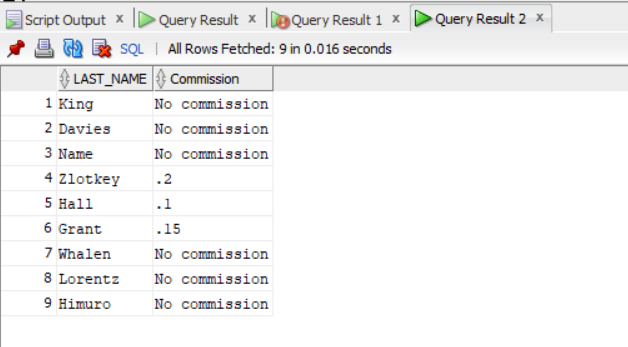 Script Output x Query Result x Query Result 1 x Query Result 2 x
SQL | All Rows Fetched: 9 in 0.016 seconds
LAST_NAME Commission
1 King No commission
2 Davies No commission
3 Name No commission
4 Zlotkey .2
5 Hall .1
6 Grant .15
7 Whalen No commission
8 Lorentz No commission
9 Himuro No commission